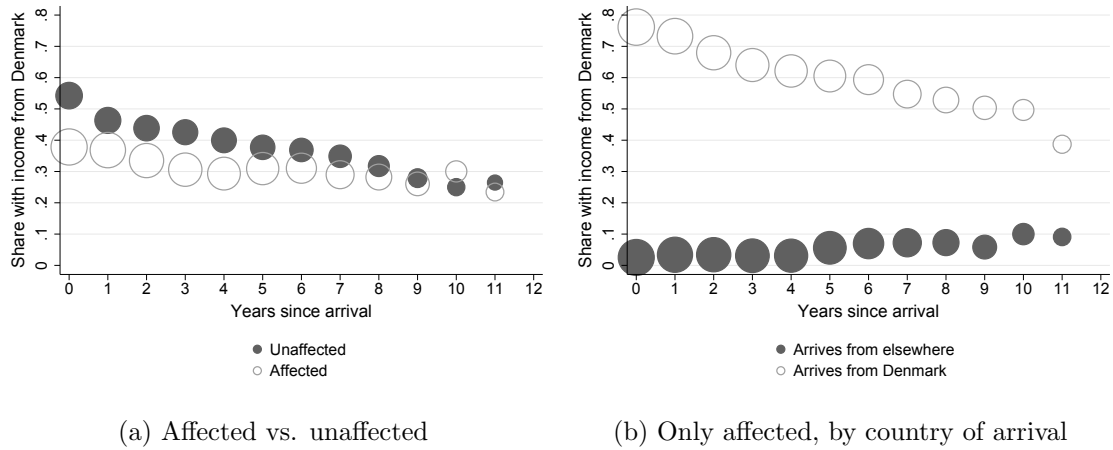 Share with income from Denmark
.8
.7
.6
.5
.4
.3
.2
.1
0
0 1 2 3 4 5 6 7 8 9 10 11 12
Years since arrival
Unaffected
Affected
(a) Affected vs. unaffected
Share with income from Denmark
.8
.7
.6
.5
.4
.3
.2
.1
0
0 1 2 3 4 5 6 7 8 9 10 11 12
Years since arrival
Arrives from elsewhere
Arrives from Denmark
(b) Only affected, by country of arrival